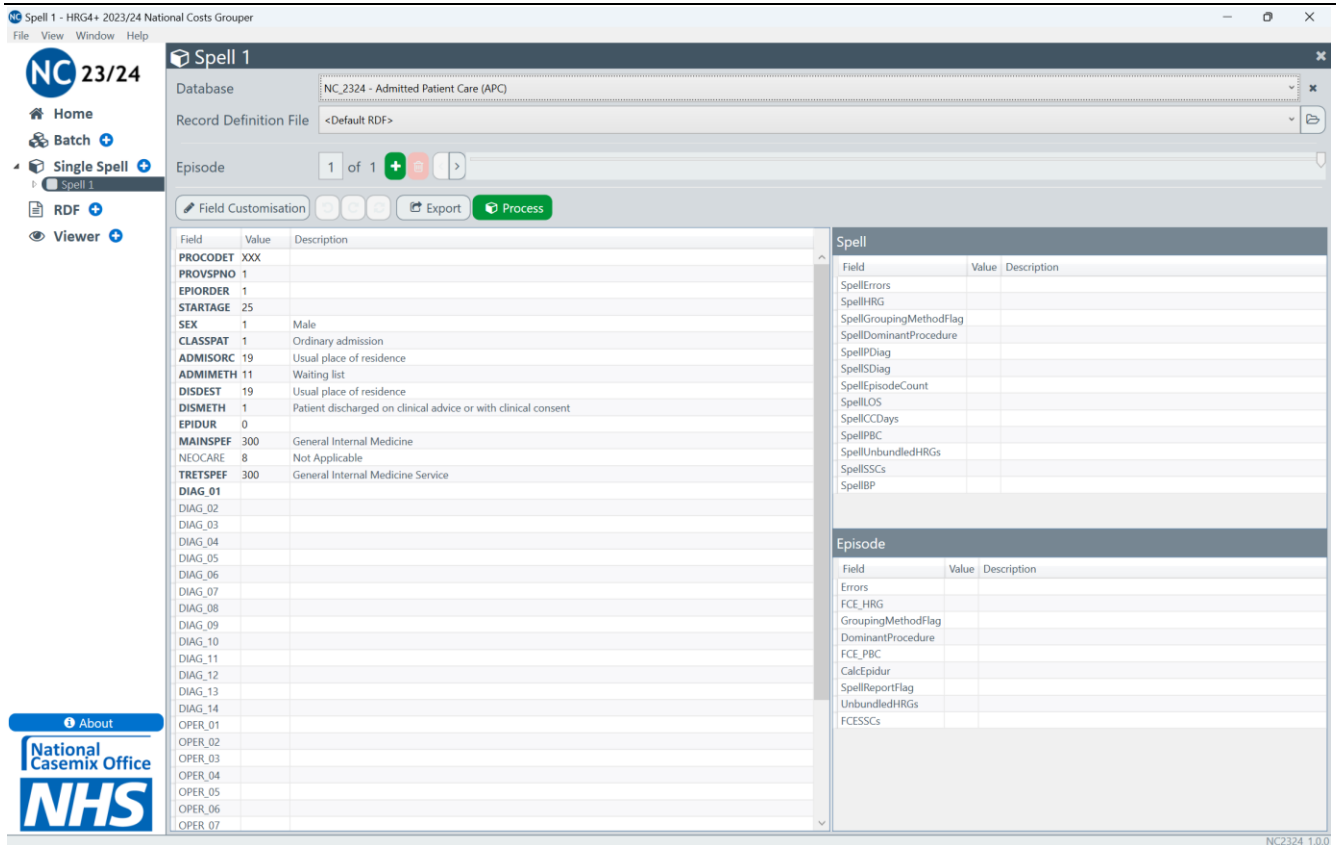 Spell 1 - HRG4+ 2023/24 National Costs Grouper
File View Window Help
NC 23/24
Home
Batch
Single Spell
Spell 1
RDF
Viewer
About
National
Casemix Office
NHS
Spell 1
Database NC_2324 - Admitted Patient Care (APC)
Record Definition File <Default RDF>
Episode 1 of 1
Field Customisation Export Process
Field Value Description
PROCODET XXX
PROVSPNO 1
EPIORDER 1
STARTAGE 25
SEX 1 Male
CLASSPAT 1 Ordinary admission
ADMISORC 19 Usual place of residence
ADMIMETH 11 Waiting list
DISDEST 19 Usual place of residence
DISMETH 1 Patient discharged on clinical advice or with clinical consent
EPIDUR 0
MAINSPEF 300 General Internal Medicine
NEOCARE 8 Not Applicable
TRETSPEF 300 General Internal Medicine Service
DIAG_01
DIAG_02
DIAG_03
DIAG_04
DIAG_05
DIAG_06
DIAG_07
DIAG_08
DIAG_09
DIAG_10
DIAG_11
DIAG_12
DIAG_13
DIAG_14
OPER_01
OPER_02
OPER_03
OPER_04
OPER_05
OPER_06
OPER_07
Spell
Field Value Description
SpellErrors
SpellHRG
SpellGroupingMethodFlag
SpellDominantProcedure
SpellPDiag
SpellSDiag
SpellEpisodeCount
SpellLOS
SpellCCDays
SpellPBC
SpellUnbundledHRGs
SpellSSCs
SpellBP
Episode
Field Value Description
Errors
FCE_HRG
GroupingMethodFlag
DominantProcedure
FCE_PBC
CalcEpidur
SpellReportFlag
UnbundledHRGs
FCESSCs
NC2324 1.0.0